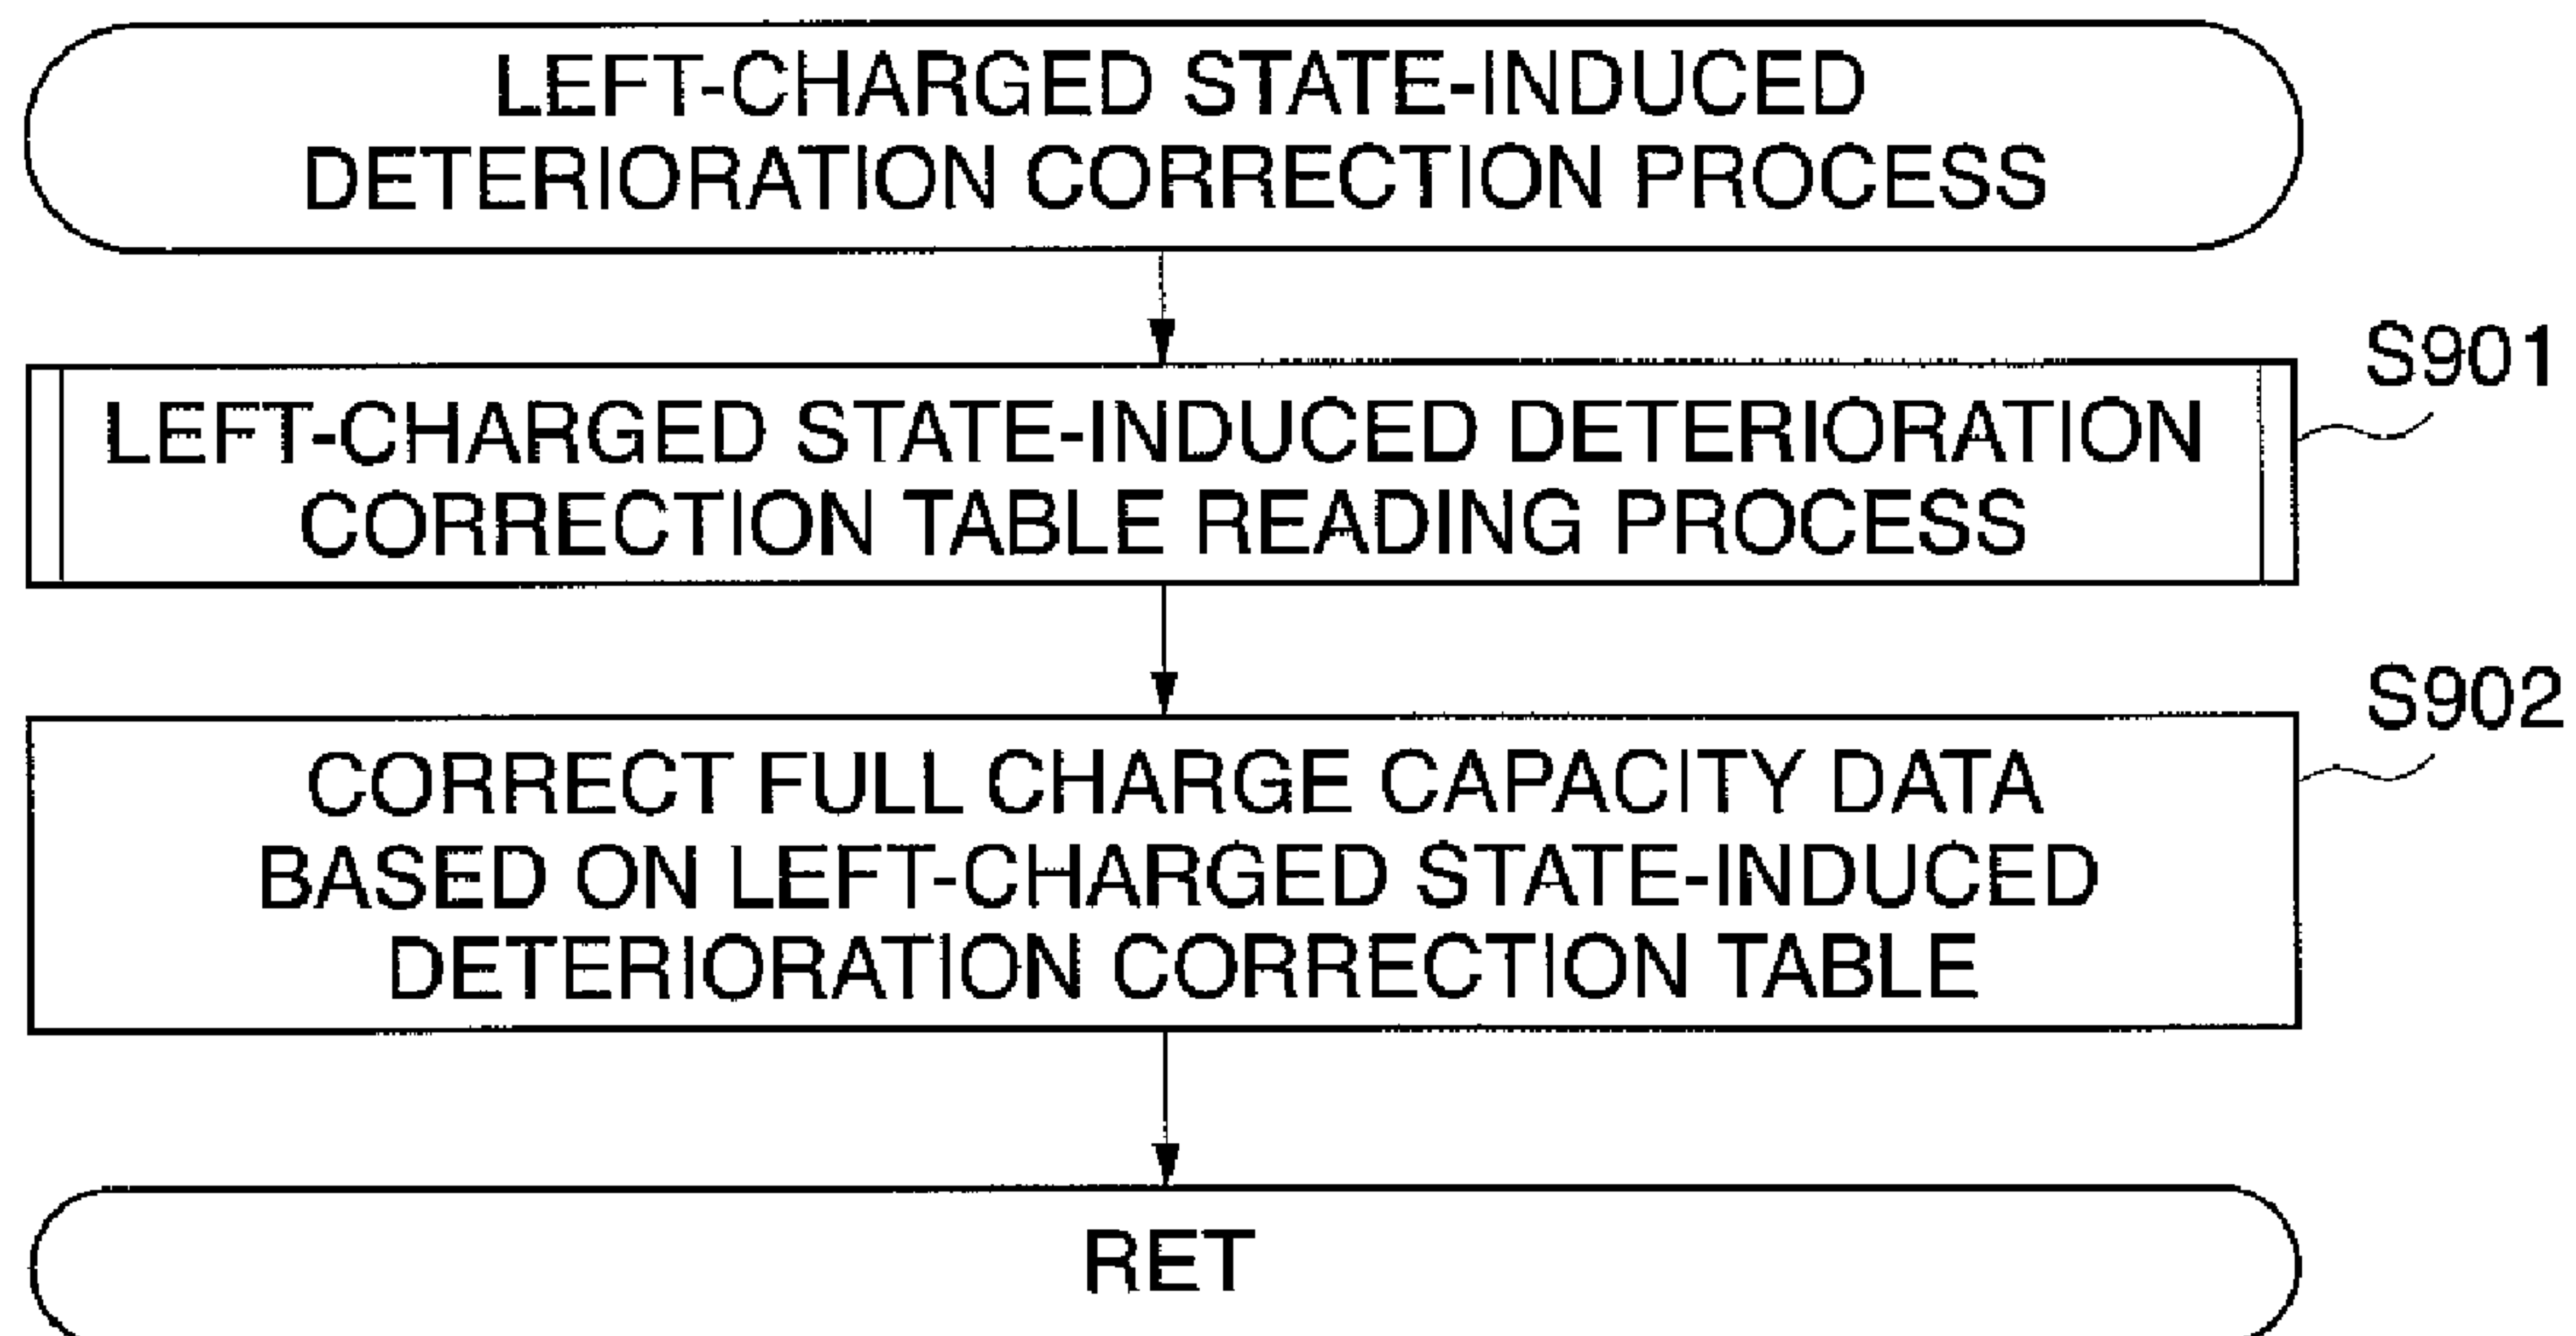 LEFT-CHARGED STATE-INDUCED
DETERIORATION CORRECTION PROCESS
S901
LEFT-CHARGED STATE-INDUCED DETERIORATION
CORRECTION TABLE READING PROCESS
S902
CORRECT FULL CHARGE CAPACITY DATA
BASED ON LEFT-CHARGED STATE-INDUCED
DETERIORATION CORRECTION TABLE
RET